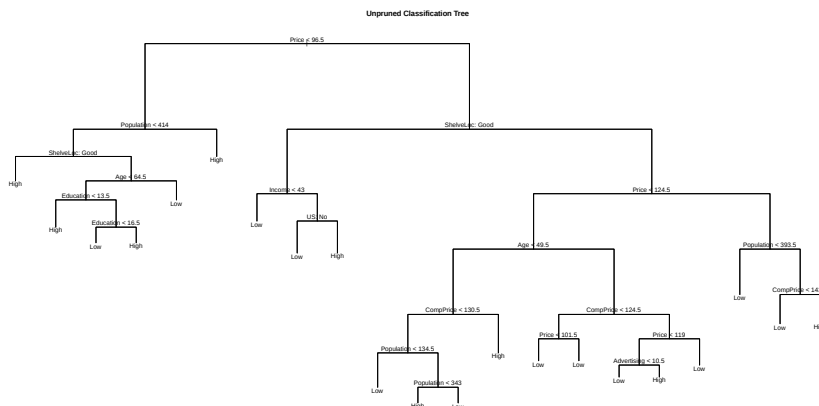 Unpruned Classification Tree
Price < 96.5
Population < 414
ShelveLoc: Good
ShelveLoc: Good
High
High
Age < 64.5
Education < 13.5
Low
High
Education < 16.5
Low
High
Income < 43
Low
US: No
Low
High
Price < 124.5
Age < 49.5
Population < 393.5
Low
CompPrice < 14
Low
CompPrice < 130.5
CompPrice < 124.5
High
Price < 101.5
Price < 119
Low
Low
Low
Advertising < 10.5
Low
High
Population < 134.5
Low
Population < 343
High
Low